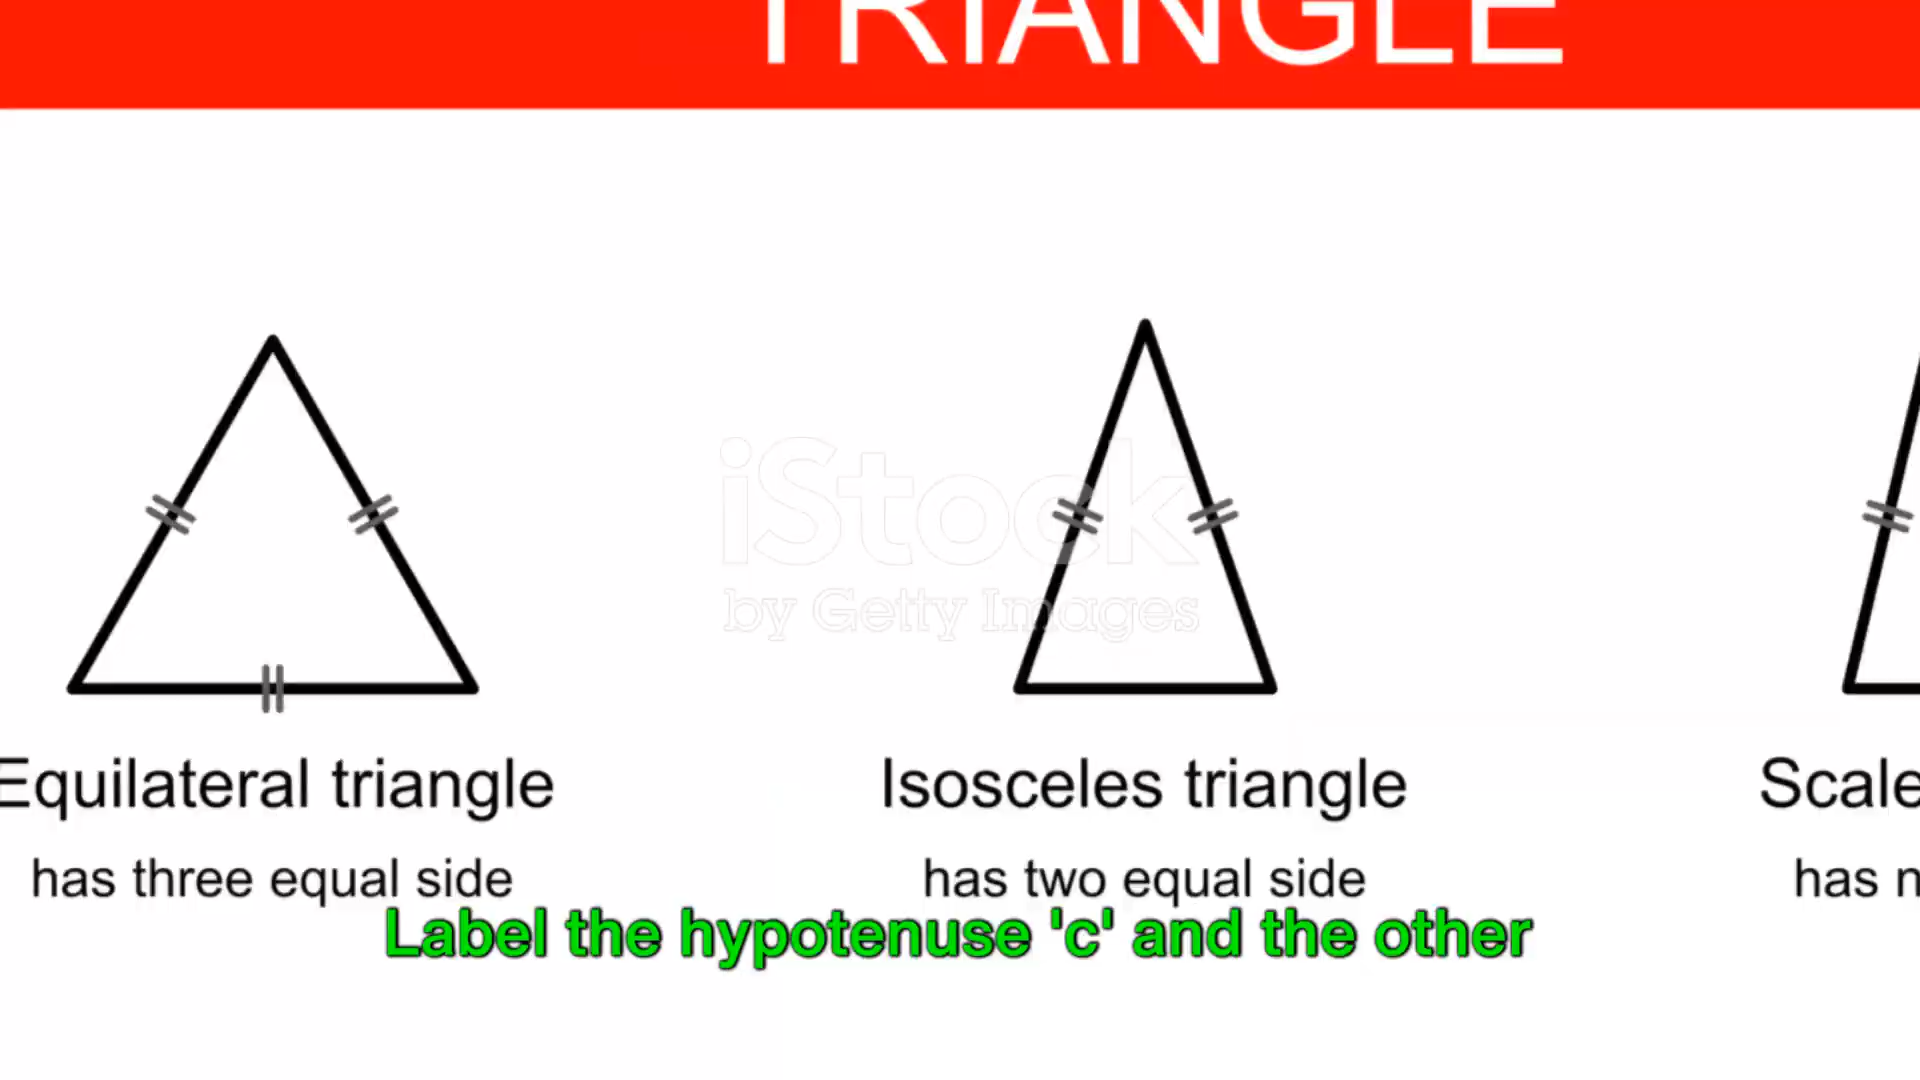 TRIANGLE
iStock
by Getty Images
Equilateral triangle
Isosceles triangle
Scale
has three equal side
has two equal side
has n
Label the hypotenuse 'c' and the other